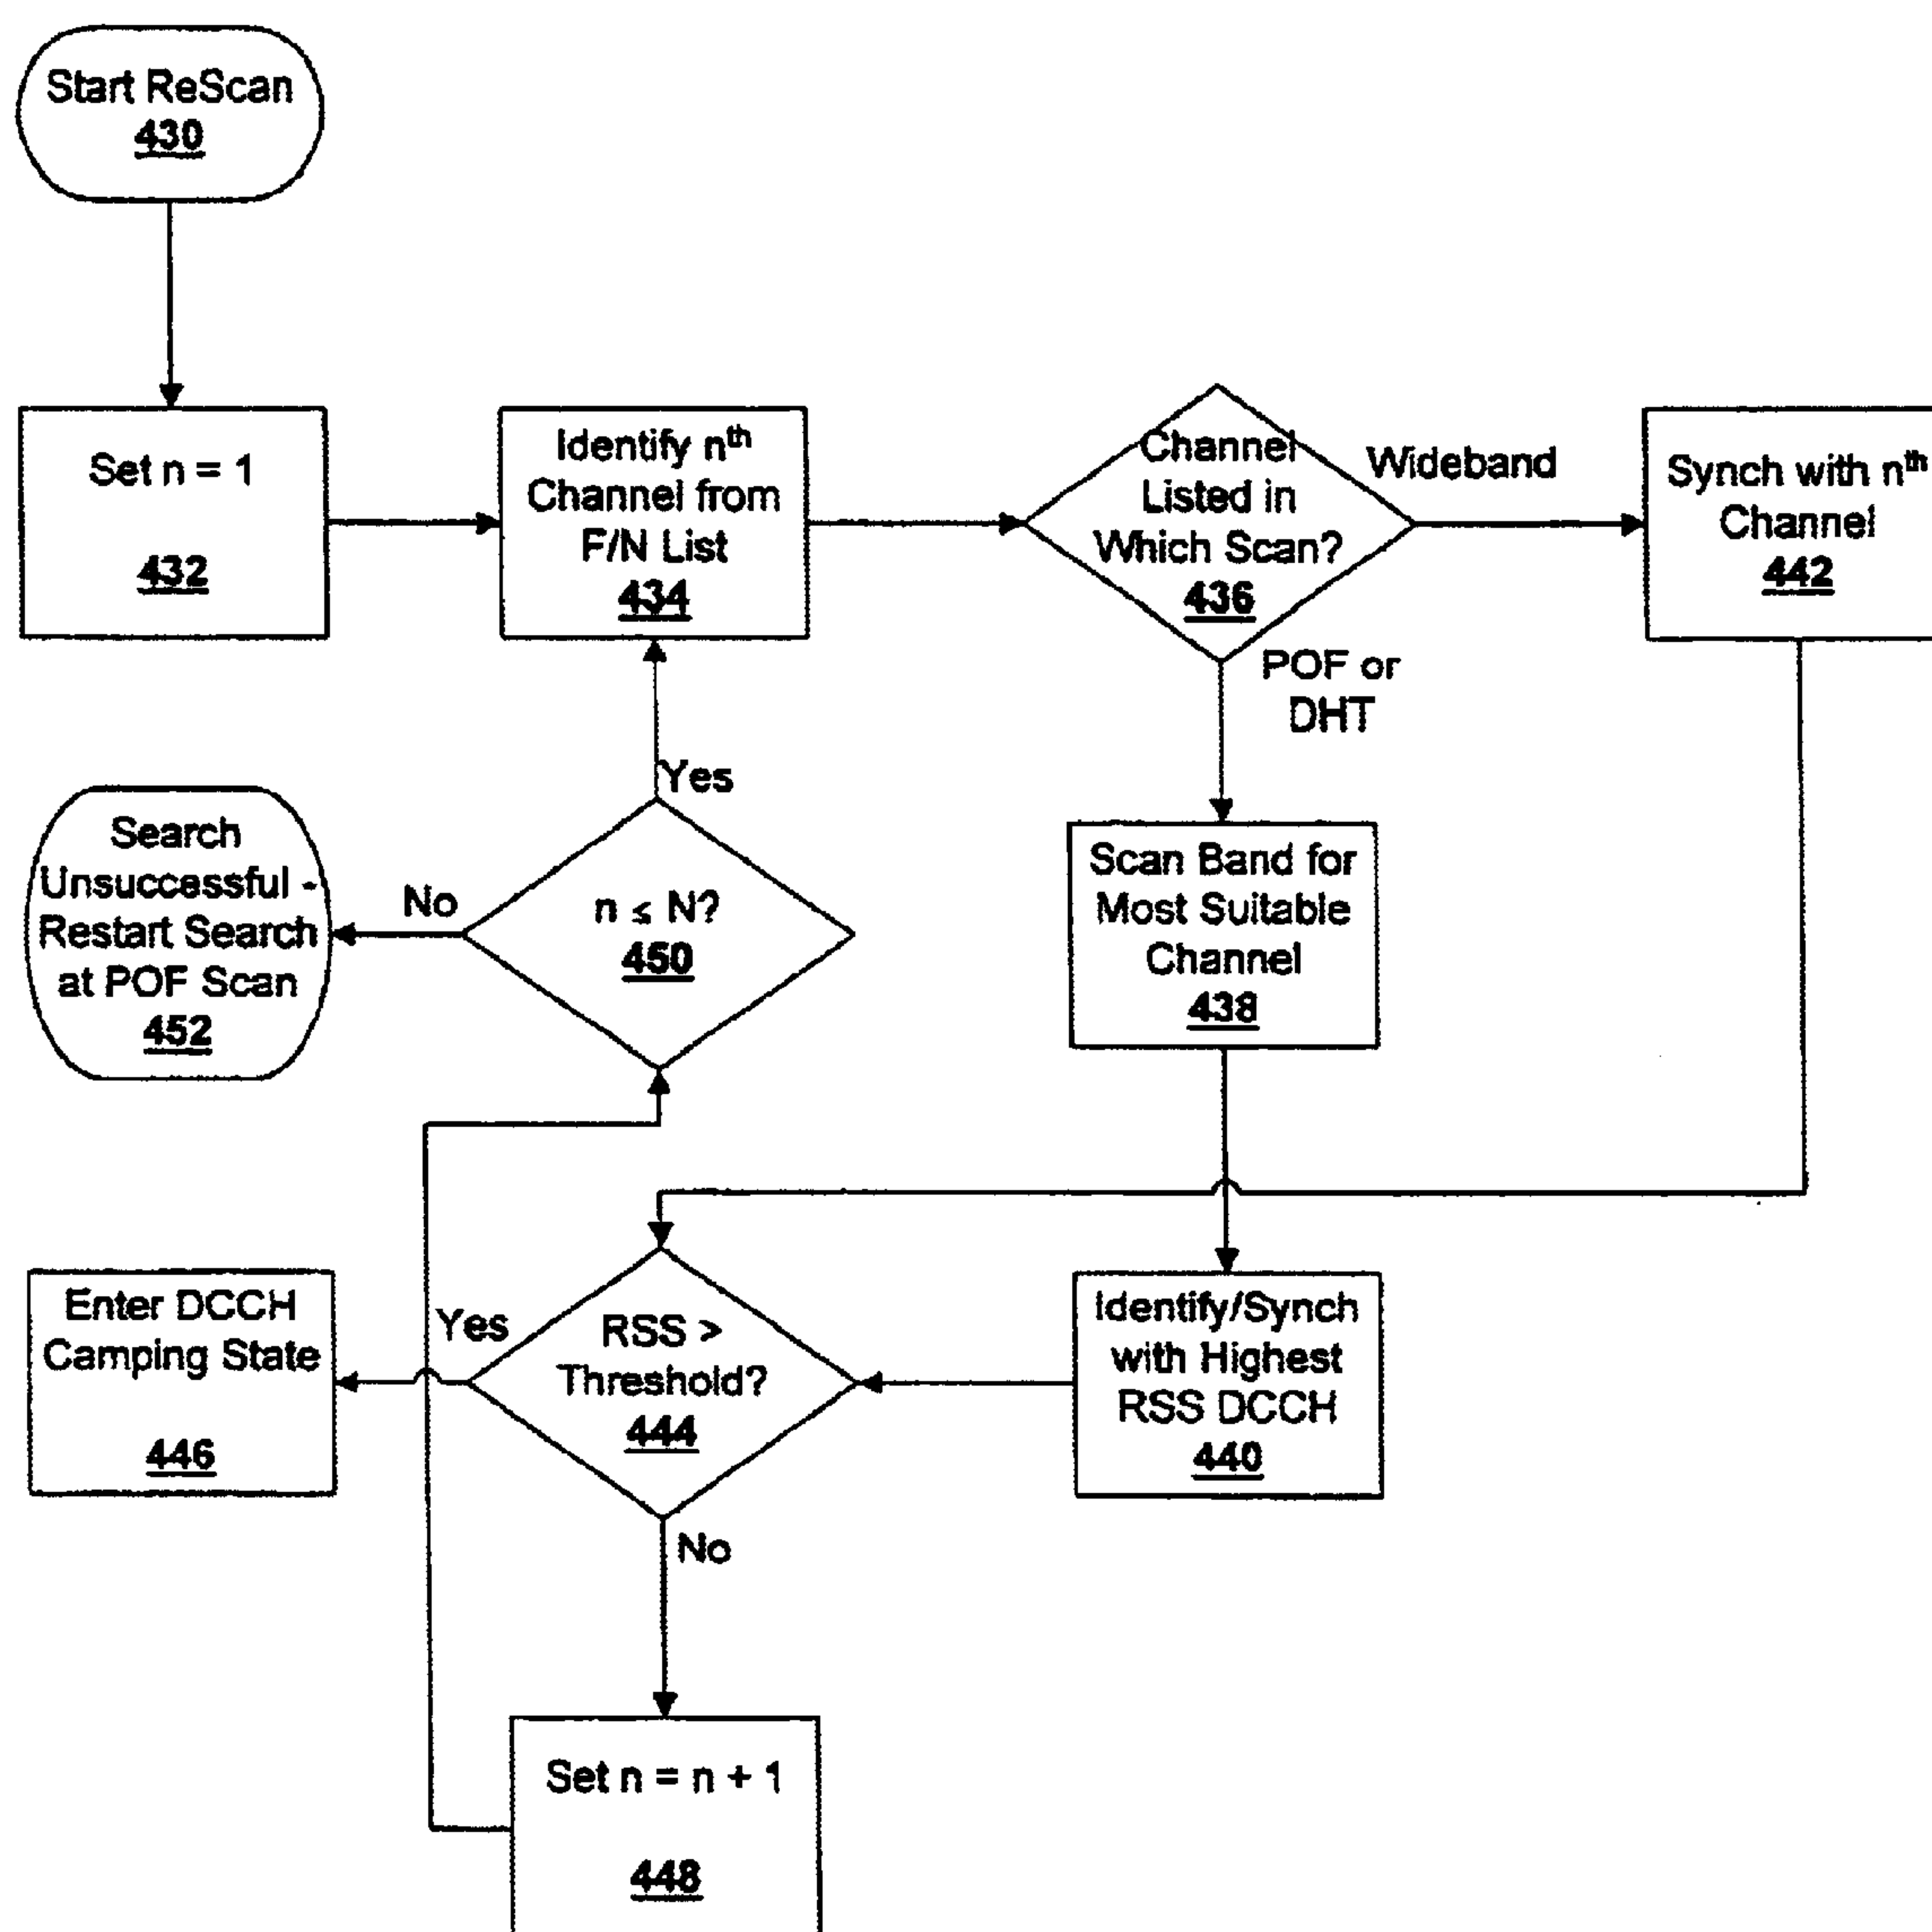 Start ReScan
430
Set n = 1
432
Identify nth
Channel from
F/N List
434
Channel
Listed in
Which Scan?
436
Wideband
Synch with nth
Channel
442
POF or
DHT
Yes
Search
Unsuccessful -
Restart Search
at POF Scan
452
No
n ≤ N?
450
Scan Band for
Most Suitable
Channel
438
Enter DCCH
Camping State
446
Yes
RSS >
Threshold?
444
Identify/Synch
with Highest
RSS DCCH
440
No
Set n = n + 1
448